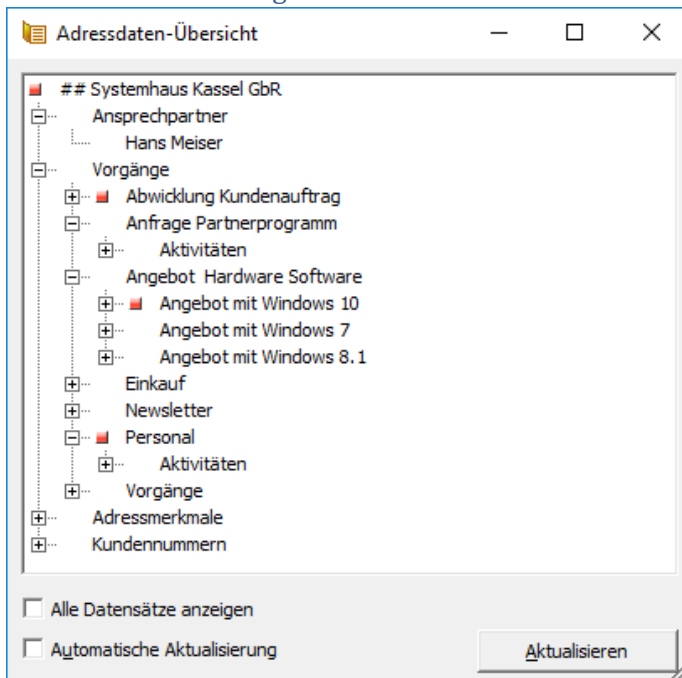 Adressdaten-Übersicht
## Systemhaus Kassel GbR
Ansprechpartner
Hans Meiser
Vorgänge
Abwicklung Kundenauftrag
Anfrage Partnerprogramm
Aktivitäten
Angebot Hardware Software
Angebot mit Windows 10
Angebot mit Windows 7
Angebot mit Windows 8.1
Einkauf
Newsletter
Personal
Aktivitäten
Vorgänge
Adressmerkmale
Kundennummern
Alle Datensätze anzeigen
Automatische Aktualisierung
Aktualisieren